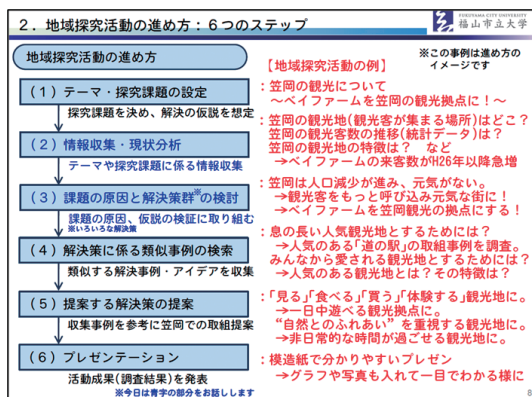 2．地域探究活動の進め方：6つのステップ
FUKUYAMA CITY UNIVERSITY
福山市立大学
地域探究活動の進め方
（1）テーマ・探究課題の設定
探究課題を決め、解決の仮説を想定
（2）情報収集・現状分析
テーマや探究課題に係る情報収集
（3）課題の原因と解決策群※の検討
課題の原因、仮説の検証に取り組む
※いろいろな解決策
（4）解決策に係る類似事例の検索
類似する解決事例・アイデアを収集
（5）提案する解決策の提案
収集事例を参考に笠岡での取組提案
（6）プレゼンテーション
活動成果(調査結果)を発表
※今日は青字の部分をお話しします
※この事例は進め方の
イメージです
【地域探究活動の例】
：笠岡の観光について
～ベイファームを笠岡の観光拠点に！～
：笠岡の観光地(観光客が集まる場所)はどこ？
笠岡の観光客数の推移(統計データ)は？
笠岡の観光地の特徴は？　など
→ベイファームの来客数がH26年以降急増
：笠岡は人口減少が進み、元気がない。
→観光客をもっと呼び込み元気な街に！
→ベイファームを笠岡観光の拠点にする！
：息の長い人気観光地とするためには？
→人気のある「道の駅」の取組事例を調査。
みんなから愛される観光地とするためには？
→人気のある観光地とは？その特徴は？
：「見る」「食べる」「買う」「体験する」観光地に。
→一日中遊べる観光拠点に。
“自然とのふれあい”を重視する観光地に。
→非日常的な時間が過ごせる観光地に。
：模造紙で分かりやすいプレゼン
→グラフや写真も入れて一目でわかる様に
8